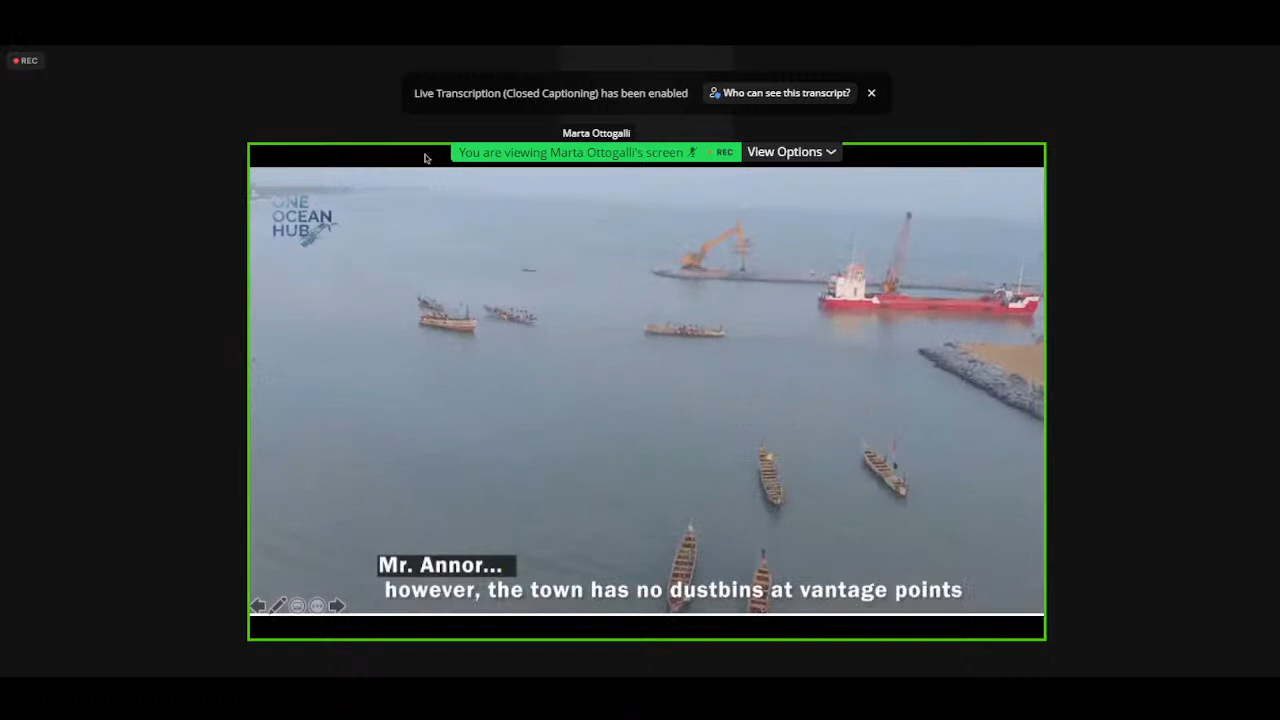 REC
Live Transcription (Closed Captioning) has been enabled
Who can see this transcript?
Marta Ottogalli
You are viewing Marta Ottogalli's screen
REC
View Options
ONE
OCEAN
HUB
Mr. Annor...
however, the town has no dustbins at vantage points